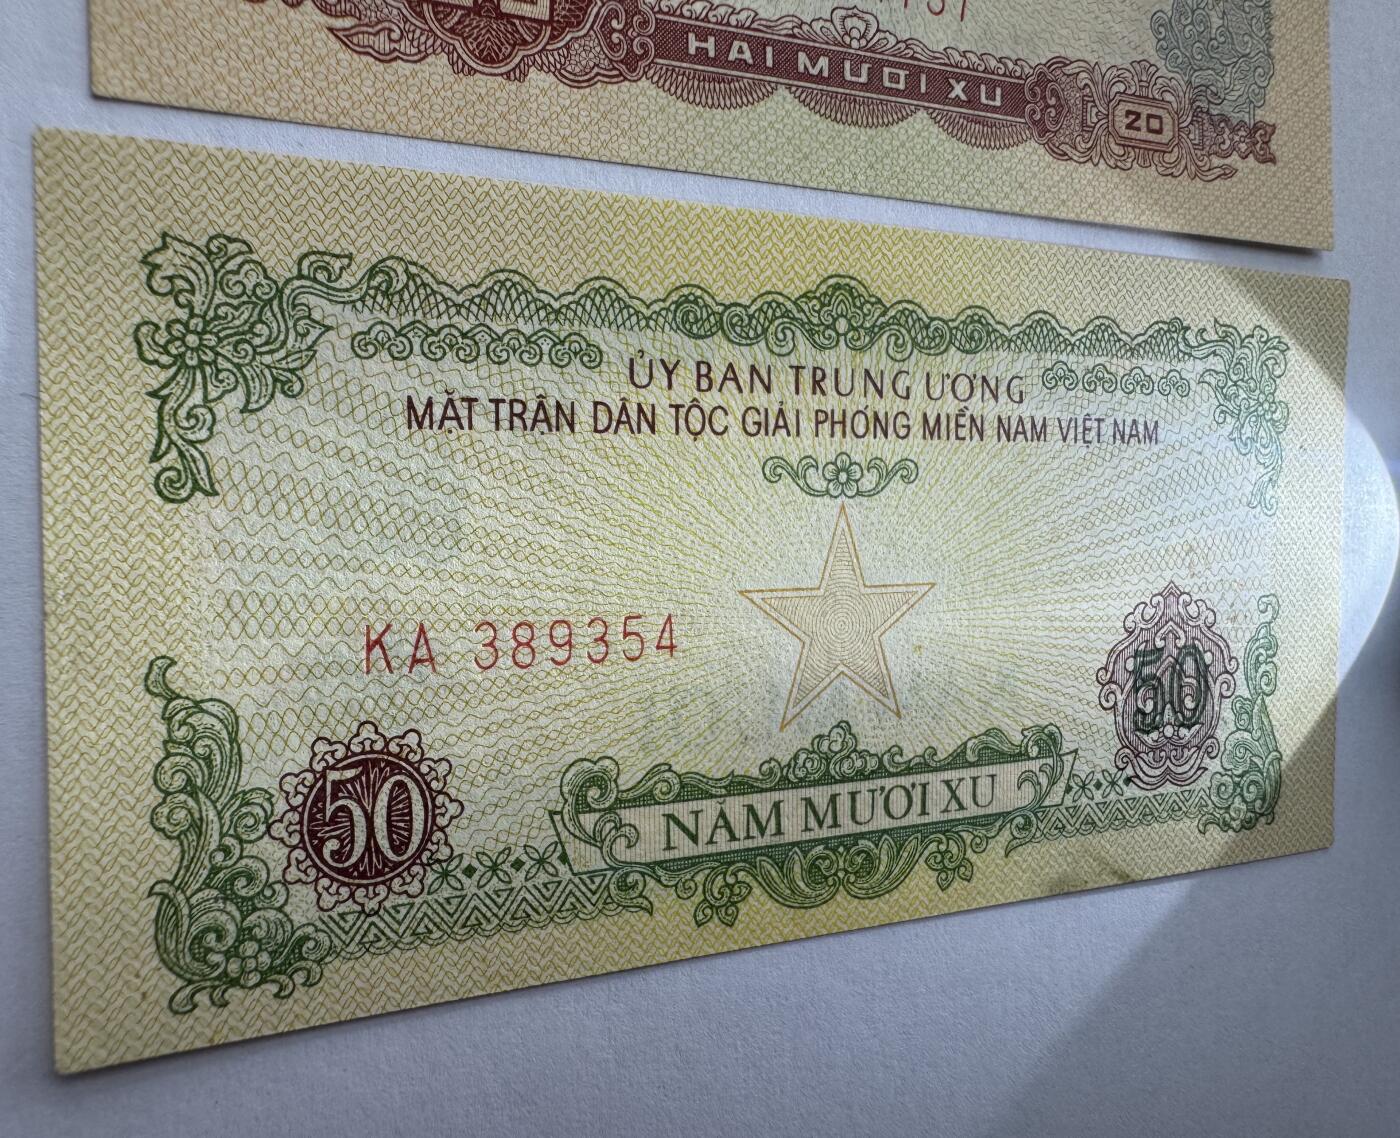 HAI MƯƠI XU
20
ỦY BAN TRUNG ƯƠNG
MẶT TRẬN DÂN TỘC GIẢI PHÓNG MIỀN NAM VIỆT NAM
KA 389354
50
50
NĂM MƯƠI XU